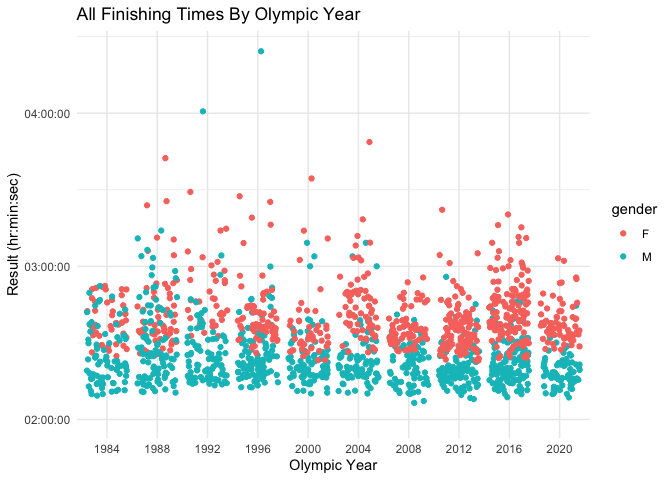 All Finishing Times By Olympic Year
Result (hr:min:sec)
04:00:00
03:00:00
02:00:00
1984 1988 1992 1996 2000 2004 2008 2012 2016 2020
Olympic Year
gender
F
M